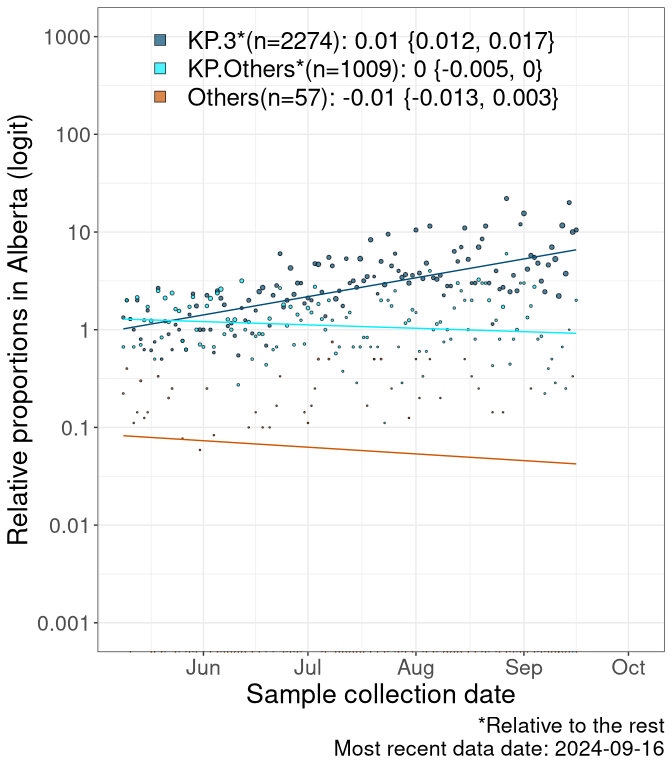 KP.3*(n=2274): 0.01 {0.012, 0.017}
KP.Others*(n=1009): 0 {-0.005, 0}
Others(n=57): -0.01 {-0.013, 0.003}
Relative proportions in Alberta (logit)
1000
100
10
1
0.1
0.01
0.001
Jun Jul Aug Sep Oct
Sample collection date
*Relative to the rest
Most recent data date: 2024-09-16